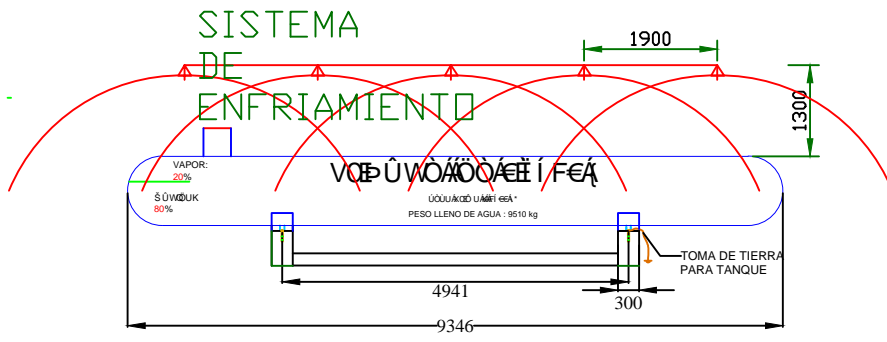 SISTEMA
DE
ENFRIAMIENTO
1900
1300
VAPOR:
20%
80%
PESO LLENO DE AGUA : 9510 kg
TOMA DE TIERRA
PARA TANQUE
4941
300
9346